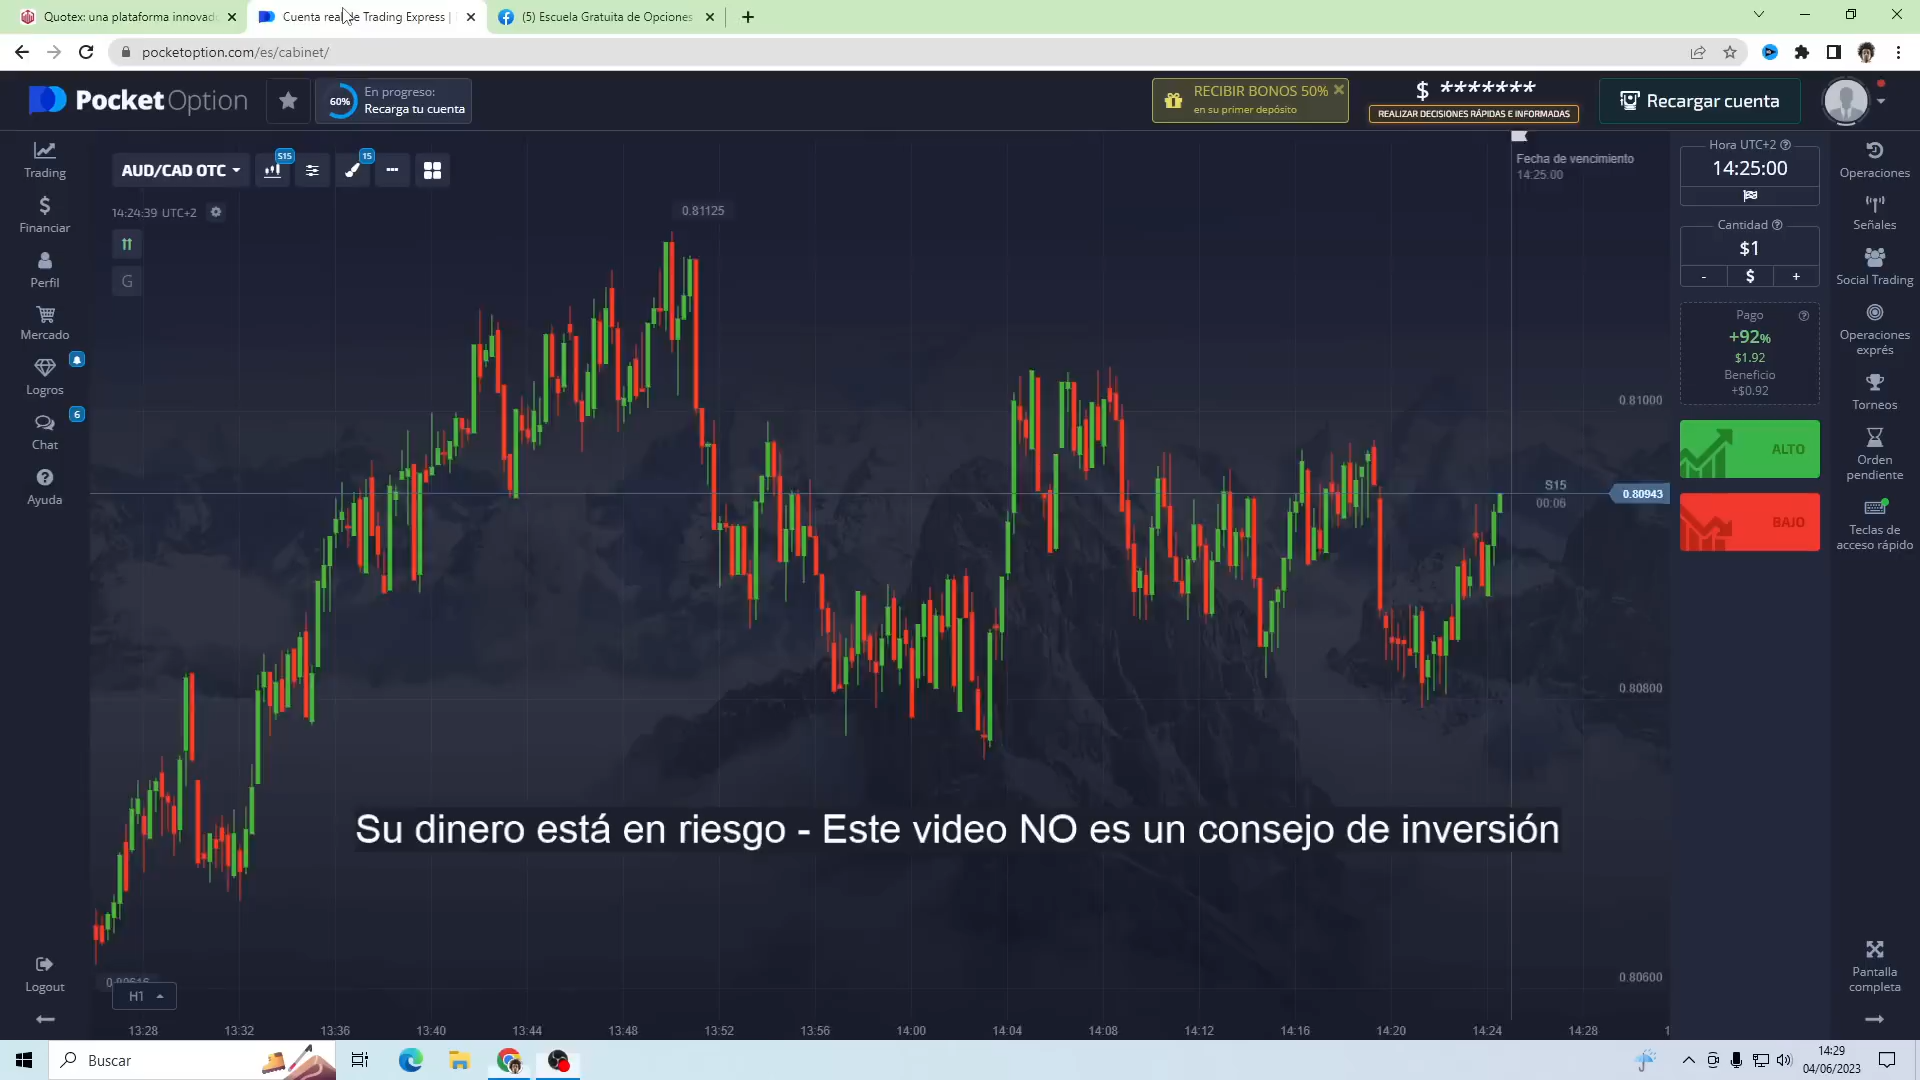 Quotex: una plataforma innovad
Cuenta real de Trading Express |
(5) Escuela Gratuita de Opciones
pocketoption.com/es/cabinet/
PocketOption
60%
En progreso:
Recarga tu cuenta
RECIBIR BONOS 50%
en su primer depósito
$ *******
REALIZAR DECISIONES RÁPIDAS E INFORMADAS
Recargar cuenta
Trading
Financiar
Perfil
Mercado
Logros
6
Chat
Ayuda
Logout
AUD/CAD OTC
S15
15
14:24:39 UTC+2
G
0.81125
Fecha de vencimiento
14:25:00
0.81000
S15
00:06
0.80943
0.80800
0.80600
Su dinero está en riesgo - Este video NO es un consejo de inversión
H1
13:28
13:32
13:36
13:40
13:44
13:48
13:52
13:56
14:00
14:04
14:08
14:12
14:16
14:20
14:24
14:28
1
Hora UTC+2
14:25:00
Cantidad
$1
- $ +
Pago
+92%
$1.92
Beneficio
+$0.92
ALTO
BAJO
Operaciones
Señales
Social Trading
Operaciones
exprés
Torneos
Orden
pendiente
Teclas de
acceso rápido
Pantalla
completa
Buscar
14:29
04/06/2023